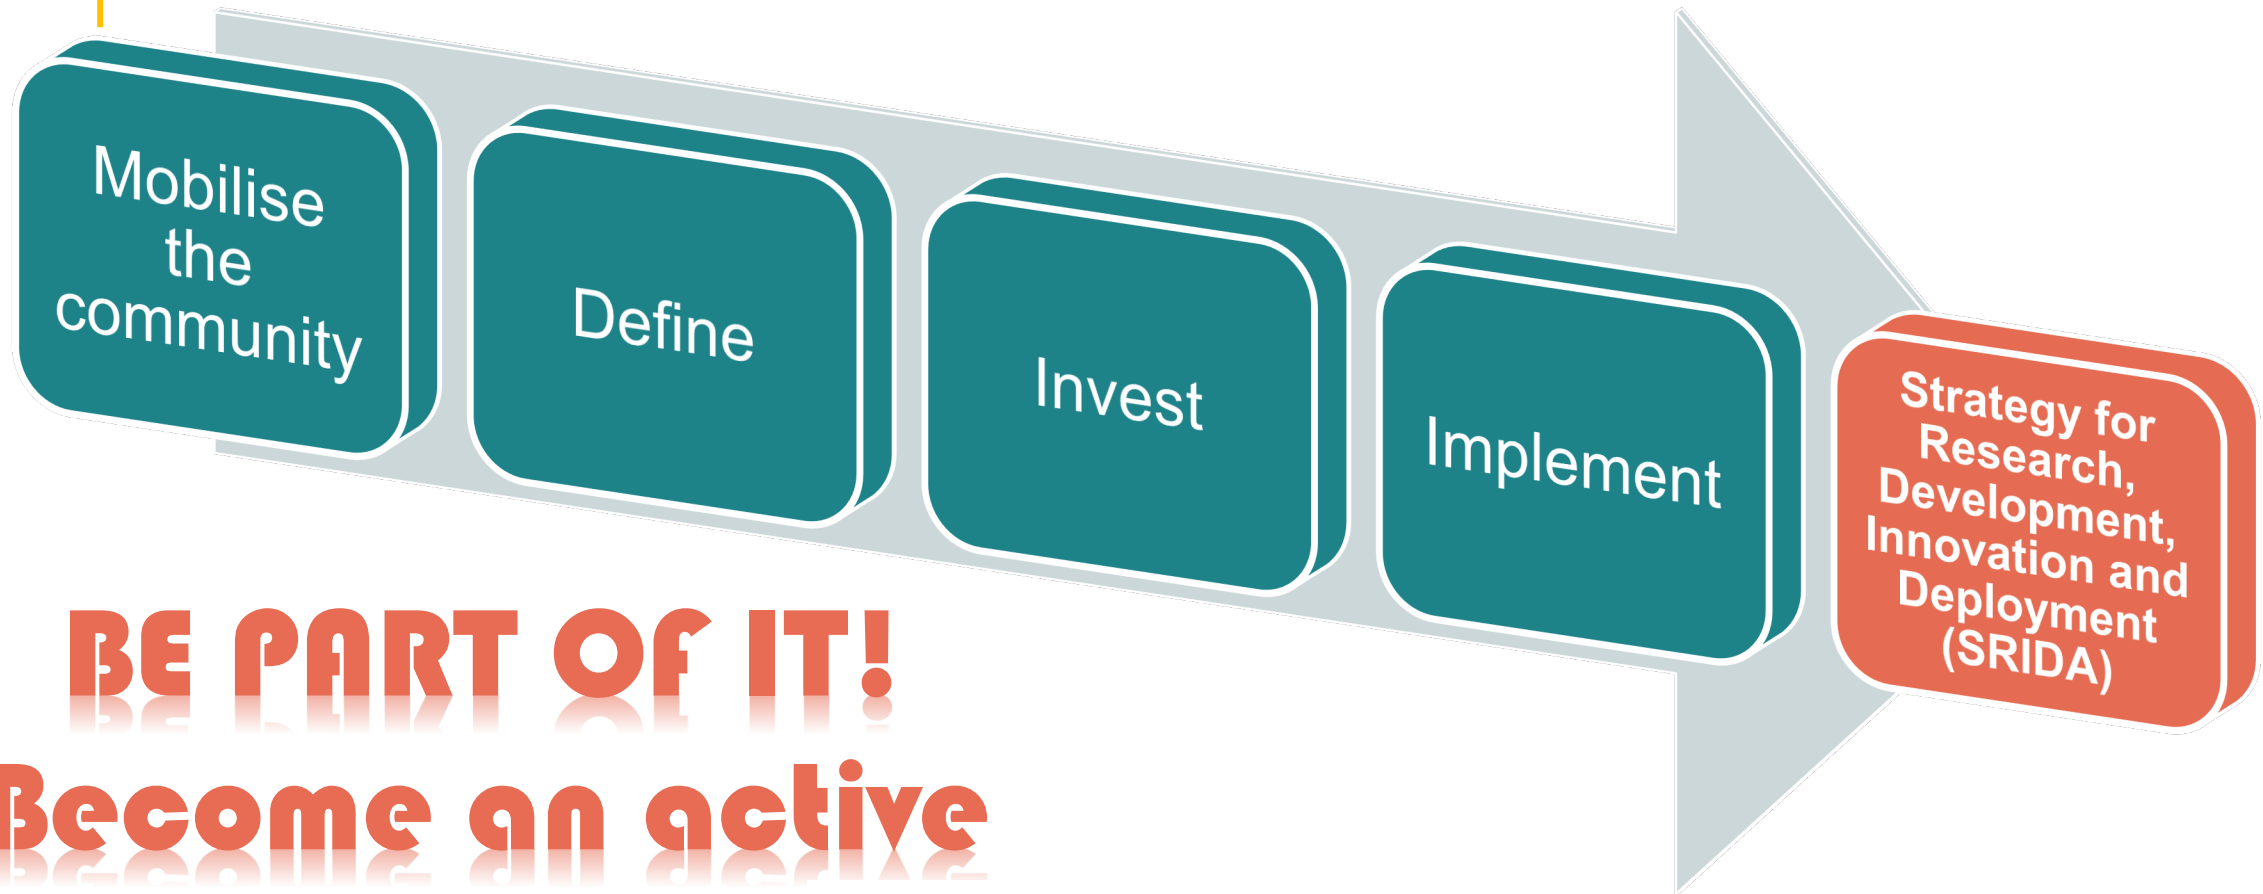 Mobilise
the
community
Define
Invest
Implement
Strategy for
Research,
Development,
Innovation and
Deployment
(SRIDA)
BE PART OF IT!
Become an active